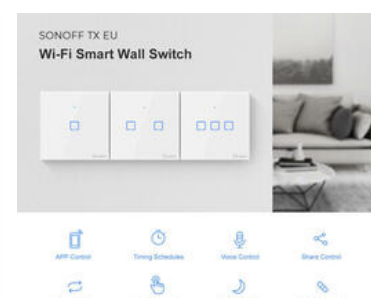 SONOFF TX EU
Wi-Fi Smart Wall Switch
APP Control
Timing Schedules
Voice Control
Share Control